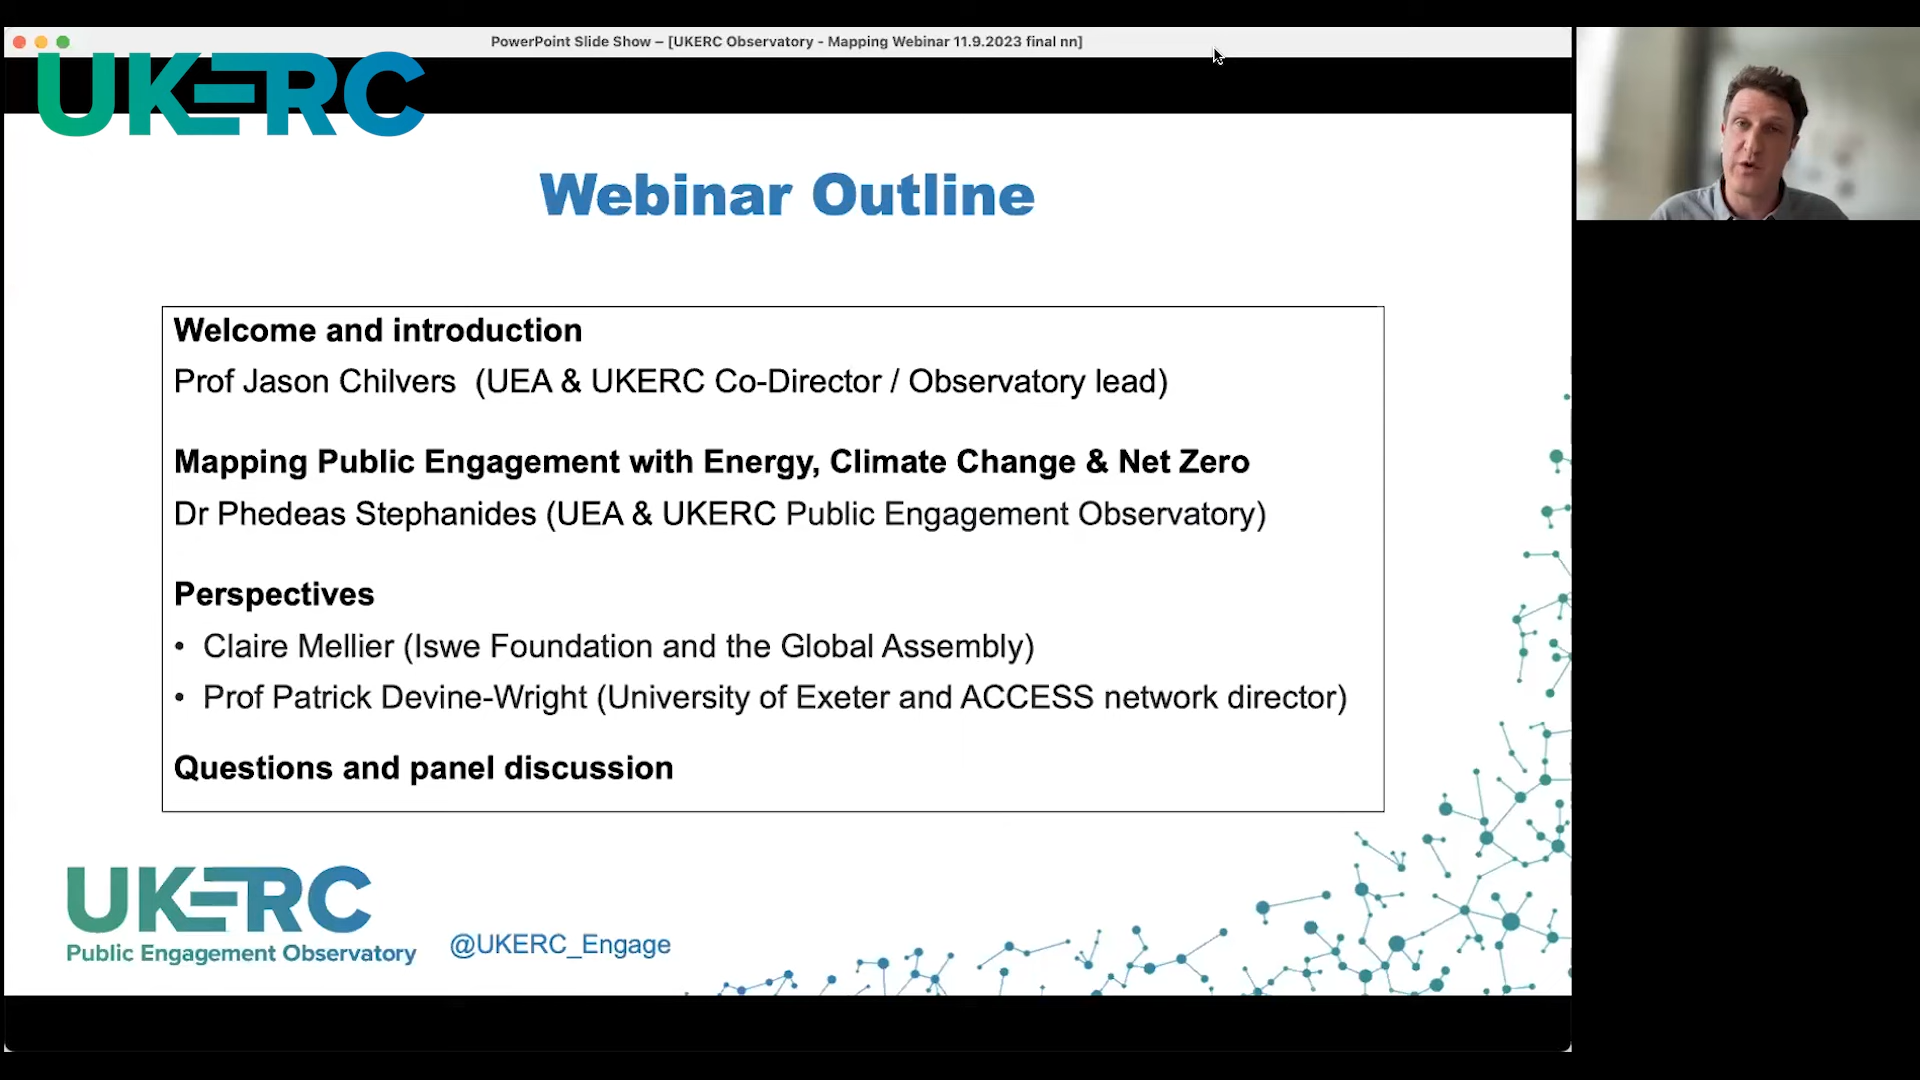 PowerPoint Slide Show – [UKERC Observatory - Mapping Webinar 11.9.2023 final nn]
UKERC
Webinar Outline
Welcome and introduction
Prof Jason Chilvers (UEA & UKERC Co-Director / Observatory lead)
Mapping Public Engagement with Energy, Climate Change & Net Zero
Dr Phedeas Stephanides (UEA & UKERC Public Engagement Observatory)
Perspectives
• Claire Mellier (Iswe Foundation and the Global Assembly)
• Prof Patrick Devine-Wright (University of Exeter and ACCESS network director)
Questions and panel discussion
UKERC
Public Engagement Observatory
@UKERC_Engage